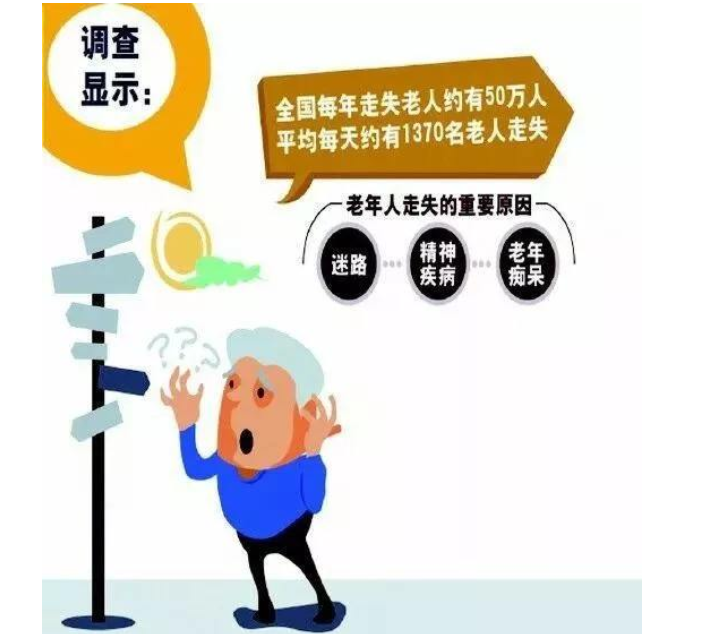 调查
显示：
全国每年走失老人约有50万人
平均每天约有1370名老人走失
老年人走失的重要原因
迷路
精神
疾病
老年
痴呆
???